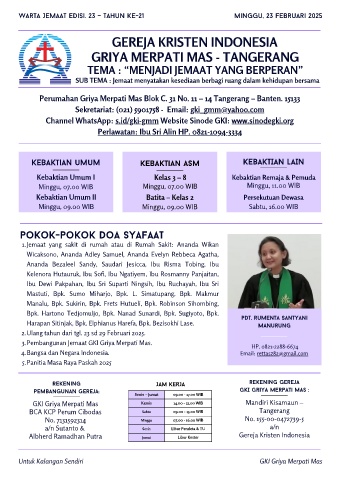 WARTA JEMAAT EDISI. 23 – TAHUN KE-21
MINGGU, 23 FEBRUARI 2025
GEREJA KRISTEN INDONESIA
GRIYA MERPATI MAS - TANGERANG
TEMA : "MENJADI JEMAAT YANG BERPERAN"
SUB TEMA : Jemaat menyatakan kesediaan berbagi ruang dalam kehidupan bersama
Perumahan Griya Merpati Mas Blok C. 31 No. 11 – 14 Tangerang – Banten. 15133
Sekretariat: (021) 5901758 - Email: gki_gmm@yahoo.com
Channel WhatsApp: s.id/gki-gmm Website Sinode GKI: www.sinodegki.org
Perlawatan: Ibu Sri Alin HP. 0821-1094-3334
KEBAKTIAN UMUM
Kebaktian Umum I
Minggu, 07.00 WIB
Kebaktian Umum II
Minggu, 09.00 WIB
KEBAKTIAN ASM
Kelas 3 – 8
Minggu, 07.00 WIB
Batita – Kelas 2
Minggu, 09.00 WIB
KEBAKTIAN LAIN
Kebaktian Remaja & Pemuda
Minggu, 11.00 WIB
Persekutuan Dewasa
Sabtu, 16.00 WIB
POKOK-POKOK DOA SYAFAAT
1. Jemaat yang sakit di rumah atau di Rumah Sakit: Ananda Wikan
Wicaksono, Ananda Adley Samuel, Ananda Evelyn Rebbeca Agatha,
Ananda Bezaleel Sandy, Saudari Jesicca, Ibu Risma Tobing, Ibu
Kelenora Hutauruk, Ibu Sofi, Ibu Ngatiyem, Ibu Rosmanny Panjaitan,
Ibu Dewi Pakpahan, Ibu Sri Suparti Ningsih, Ibu Ruchayah, Ibu Sri
Mastuti, Bpk. Sumo Miharjo, Bpk. L. Simatupang, Bpk. Makmur
Manalu, Bpk. Sukirin, Bpk. Frets Hutueli, Bpk. Robinson Sihombing,
Bpk. Hartono Tedjomuljo, Bpk. Nanad Sunardi, Bpk. Sugiyoto, Bpk.
Harapan Sitinjak, Bpk. Elphianus Harefa, Bpk. Bezisokhi Lase.
2. Ulang tahun dari tgl. 23 sd 29 Februari 2025.
3. Pembangunan Jemaat GKI Griya Merpati Mas.
4. Bangsa dan Negara Indonesia.
5. Panitia Masa Raya Paskah 2025
PDT. RUMENTA SANTYANI
MANURUNG
HP. 0821-2288-6674
REKENING
PEMBANGUNAN GEREJA:
GKI Griya Merpati Mas
BCA KCP Perum Cibodas
No. 7131592314
a/n Sutanto &
Albherd Ramadhan Putra
JAM KERJA
Senin - Jumat
Kamis
Sabtu
Minggu
Jumat
Libur Kantor
REKENING GEREJA
GKI GRIYA MERPATI MAS :
Mandiri Kisamaun –
Tangerang
No. 155-00-0472739-5
a/n
Gereja Kristen Indonesia
Untuk Kalangan Sendiri
GKI Griya Merpati Mas